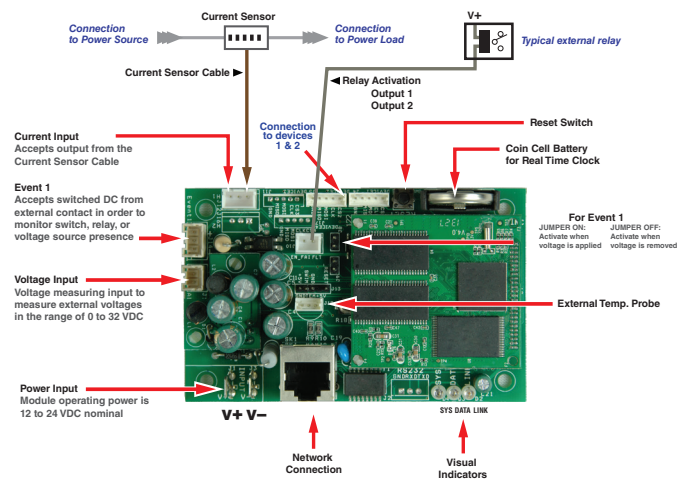 Current Sensor
Connection
to Power Source
Connection
to Power Load
V+
Typical external relay
Current Sensor Cable
Relay Activation
Output 1
Output 2
Connection
to devices
1 & 2
Reset Switch
Coin Cell Battery
for Real Time Clock
Current Input
Accepts output from the
Current Sensor Cable
Event 1
Accepts switched DC from
external contact in order to
monitor switch, relay, or
voltage source presence
For Event 1
JUMPER ON:
Activate when
voltage is applied
JUMPER OFF:
Activate when
voltage is removed
Voltage Input
Voltage measuring input to
measure external voltages
in the range of 0 to 32 VDC
External Temp. Probe
Power Input
Module operating power is
12 to 24 VDC nominal
V+ V–
INPUT
RS232
1321
V4.0
SYS
DATA
SYS DATA LINK
Network
Connection
Visual
Indicators